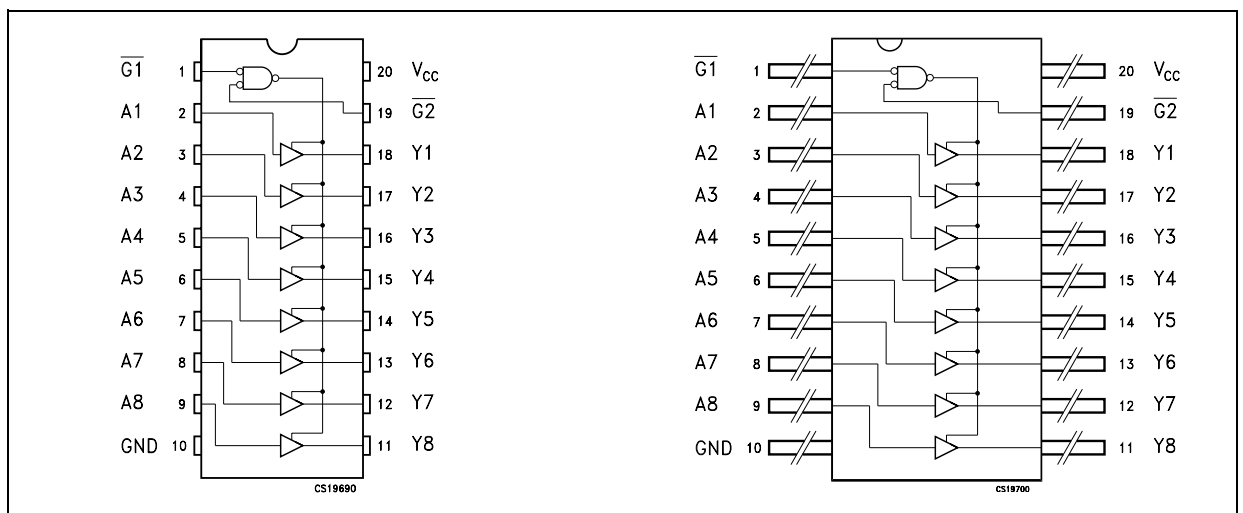 G1 1 20 VCC
A1 2 19 G2
A2 3 18 Y1
A3 4 17 Y2
A4 5 16 Y3
A5 6 15 Y4
A6 7 14 Y5
A7 8 13 Y6
A8 9 12 Y7
GND 10 11 Y8
CS19690
G1 1 20 VCC
A1 2 19 G2
A2 3 18 Y1
A3 4 17 Y2
A4 5 16 Y3
A5 6 15 Y4
A6 7 14 Y5
A7 8 13 Y6
A8 9 12 Y7
GND 10 11 Y8
CS19700